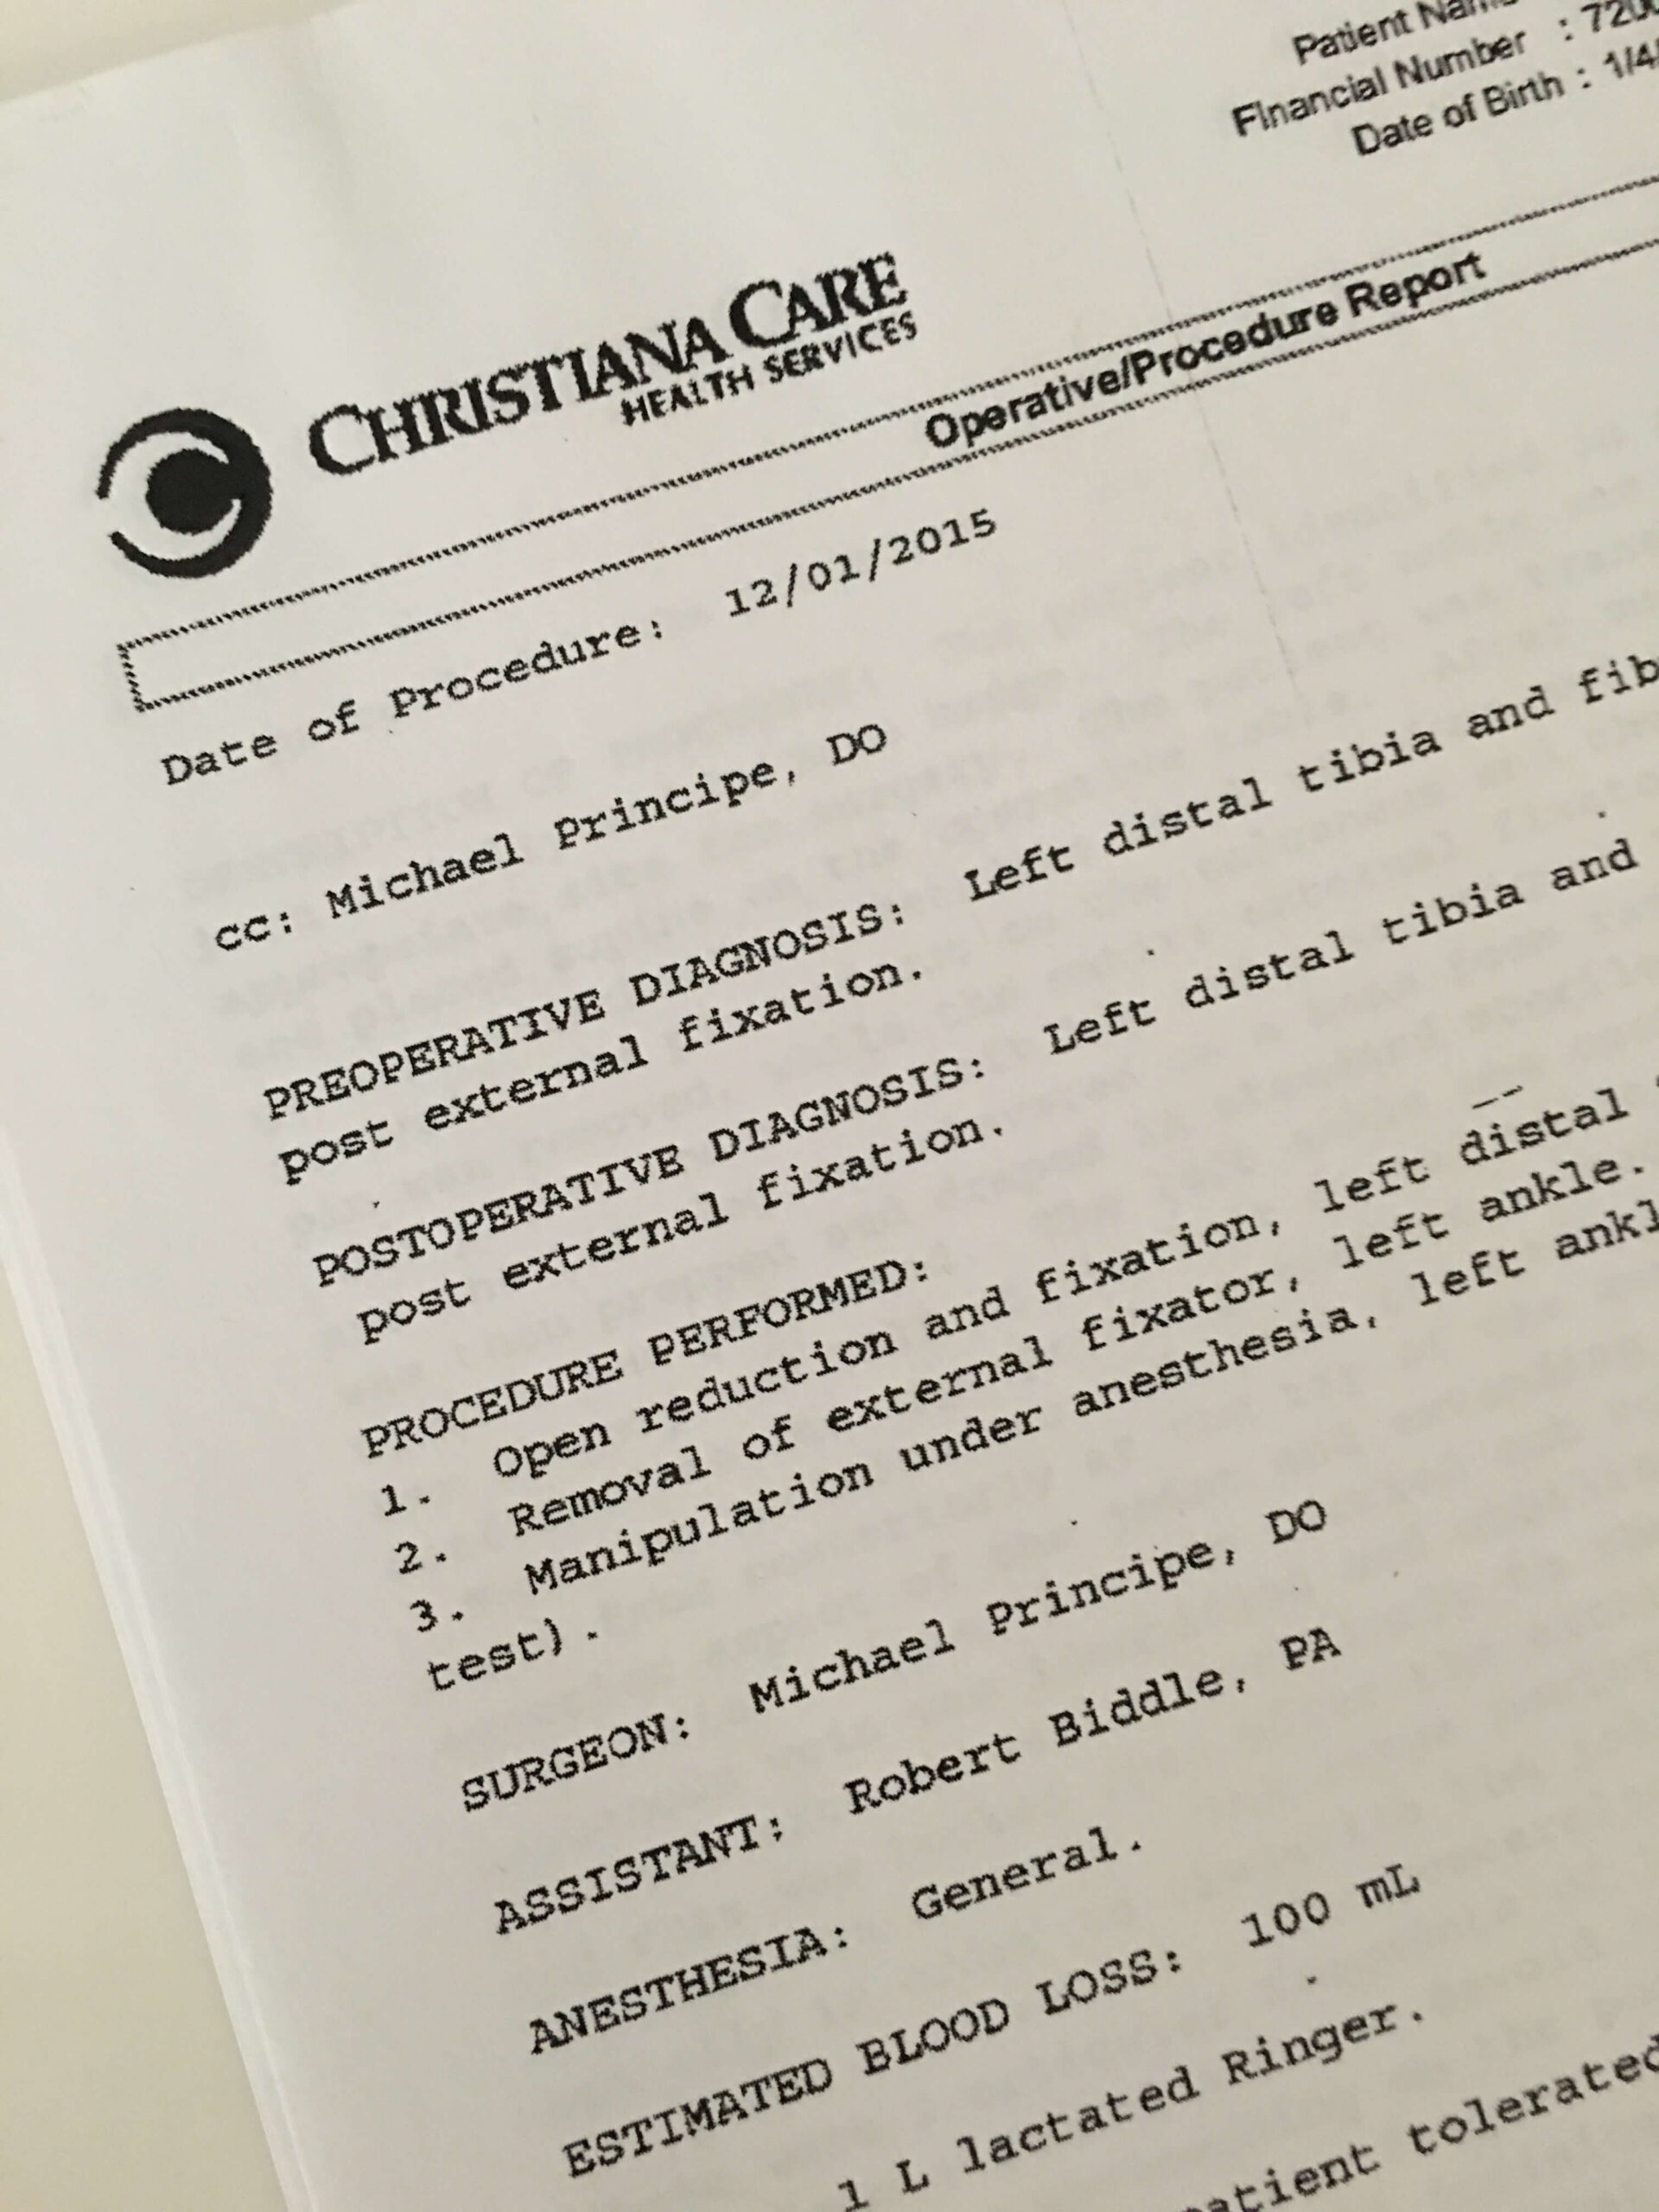 Patient Name
Financial Number : 7200
Date of Birth : 1/4/
CHRISTIANA CARE
HEALTH SERVICES
Operative/Procedure Report
Date of Procedure: 12/01/2015
cc: Michael Principe, DO
PREOPERATIVE DIAGNOSIS: Left distal tibia and fib
post external fixation.
POSTOPERATIVE DIAGNOSIS: Left distal tibia and
post external fixation.
PROCEDURE PERFORMED:
1. Open reduction and fixation, left distal
2. Removal of external fixator, left ankle.
3. Manipulation under anesthesia, left ankl
test).
SURGEON: Michael Principe, DO
ASSISTANT: Robert Biddle, PA
ANESTHESIA: General.
ESTIMATED BLOOD LOSS: 100 mL
1 L lactated Ringer.
patient tolerated